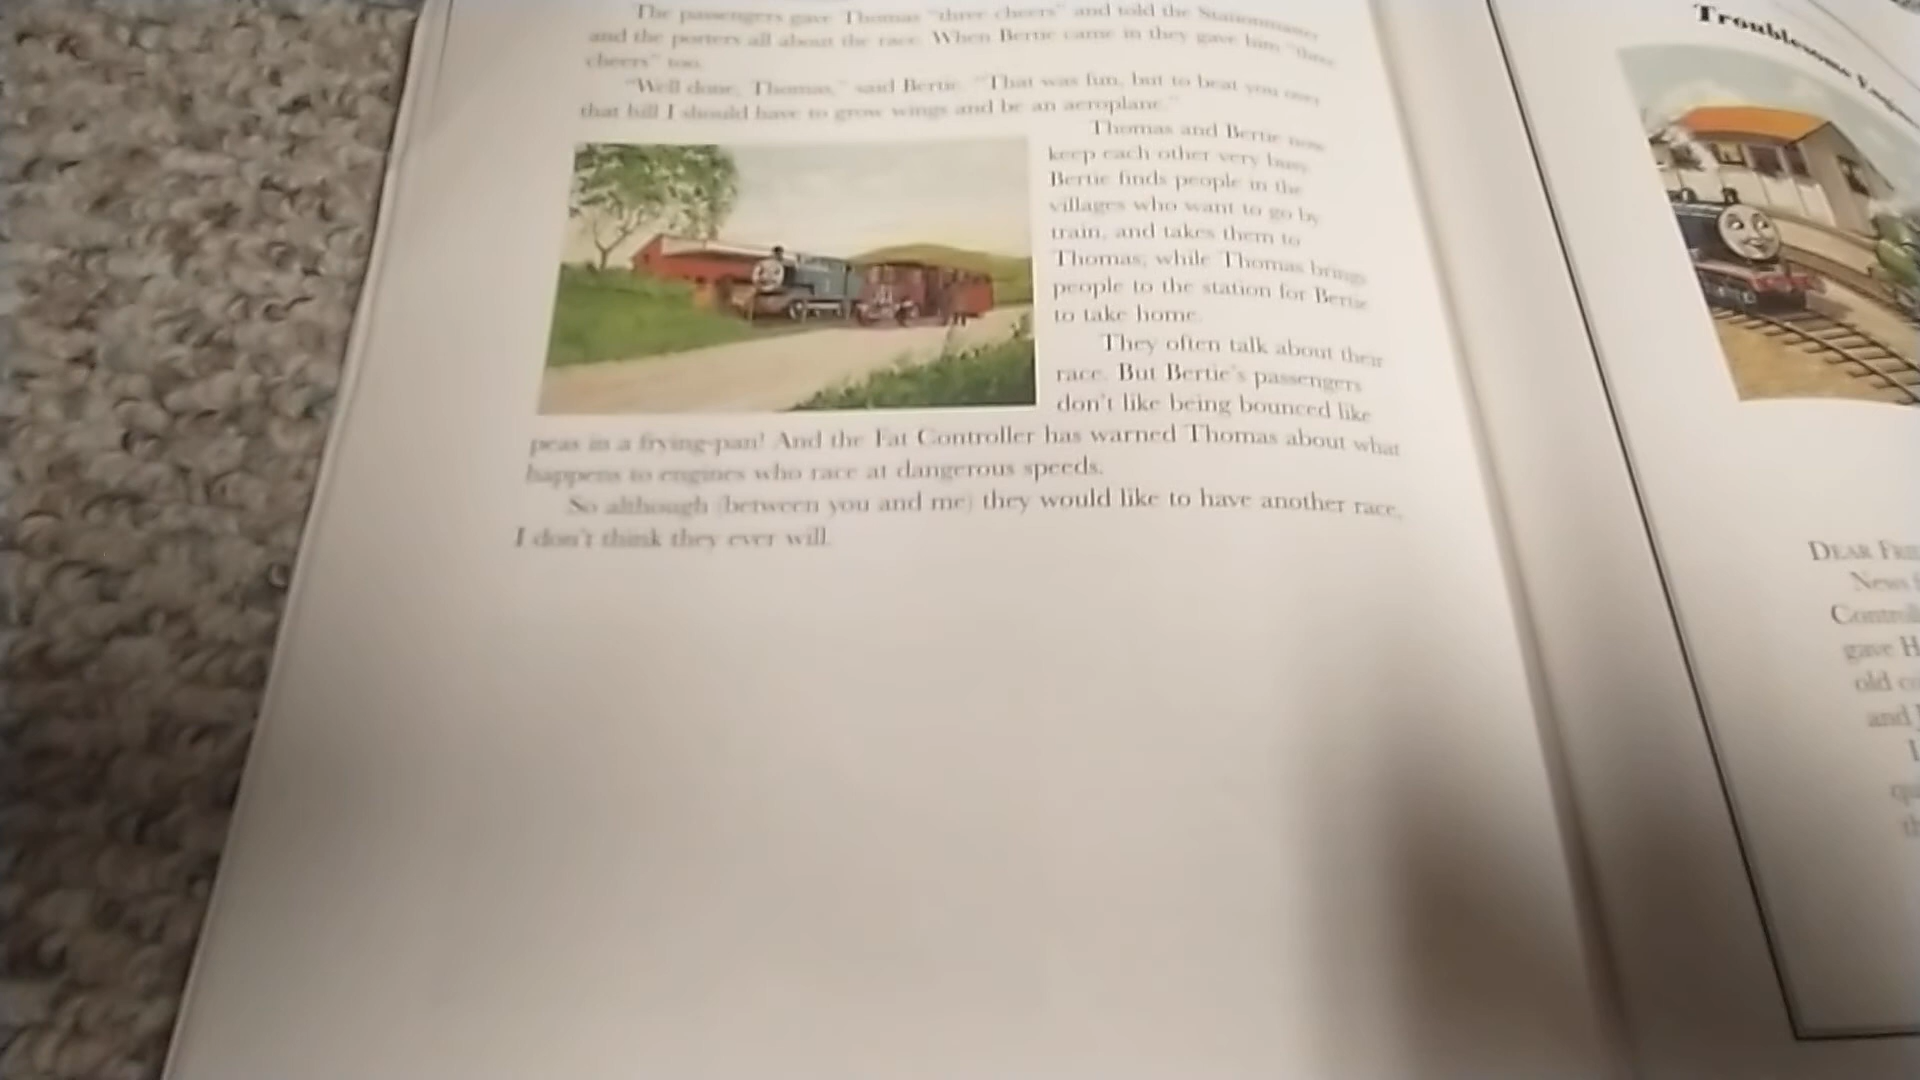 The passengers gave Thomas "three cheers" and told the Stationmaster
and the porters all about the race. When Bertie came in they gave him "three
cheers" too.
"Well done, Thomas," said Bertie. "That was fun, but to beat you over
that hill I should have to grow wings and be an aeroplane."
Thomas and Bertie now
keep each other very busy.
Bertie finds people in the
villages who want to go by
train, and takes them to
Thomas; while Thomas brings
people to the station for Bertie
to take home.
They often talk about their
race. But Bertie's passengers
don't like being bounced like
peas in a frying-pan! And the Fat Controller has warned Thomas about what
happens to engines who race at dangerous speeds.
So although (between you and me) they would like to have another race,
I don't think they ever will.
Troublesome
DEAR
News
gave
old
and